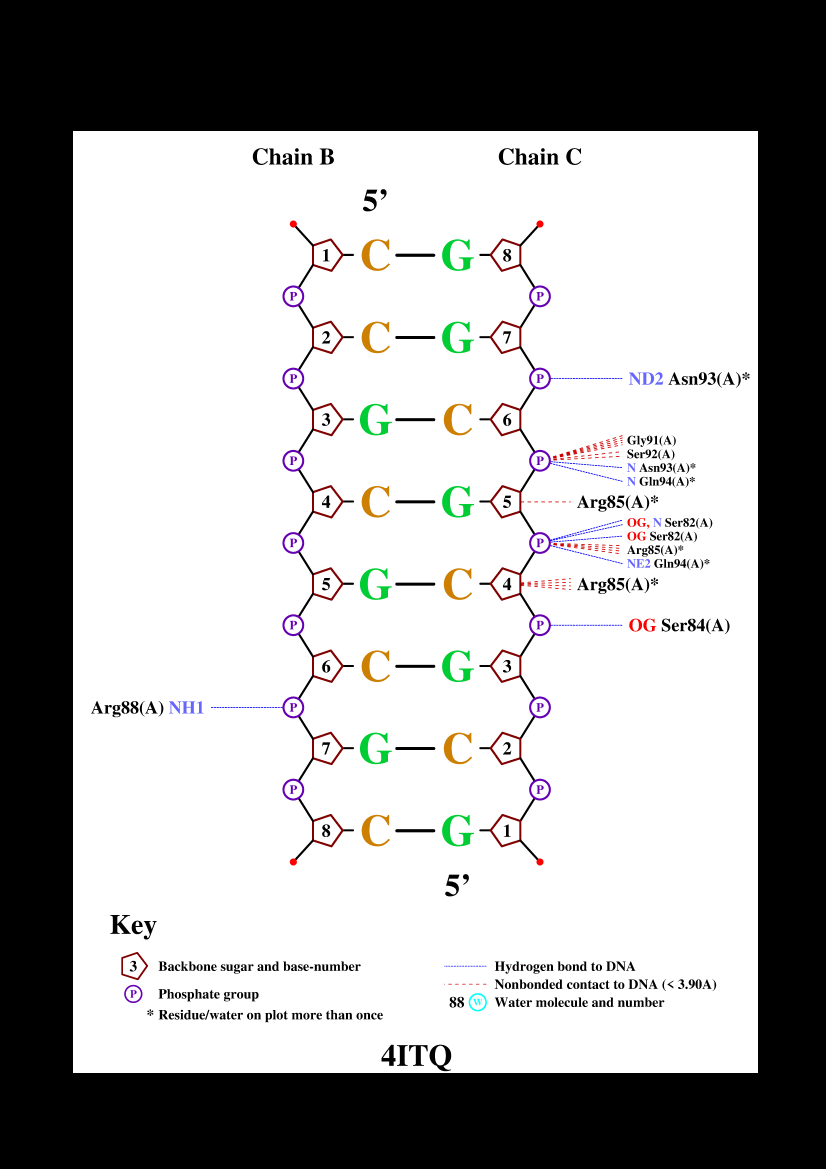 Chain B Chain C
5’
1 C G 8
P P
2 C G 7
P P ND2 Asn93(A)*
3 G C 6
Gly91(A)
Ser92(A)
P P N Asn93(A)*
N Gln94(A)*
4 C G 5 Arg85(A)*
OG, N Ser82(A)
OG Ser82(A)
P P Arg85(A)*
NE2 Gln94(A)*
5 G C 4 Arg85(A)*
P P OG Ser84(A)
6 C G 3
Arg88(A) NH1 P P
7 G C 2
P P
8 C G 1
5’
Key
3 Backbone sugar and base-number
P Phosphate group
* Residue/water on plot more than once
Hydrogen bond to DNA
Nonbonded contact to DNA (< 3.90A)
88 W Water molecule and number
4ITQ